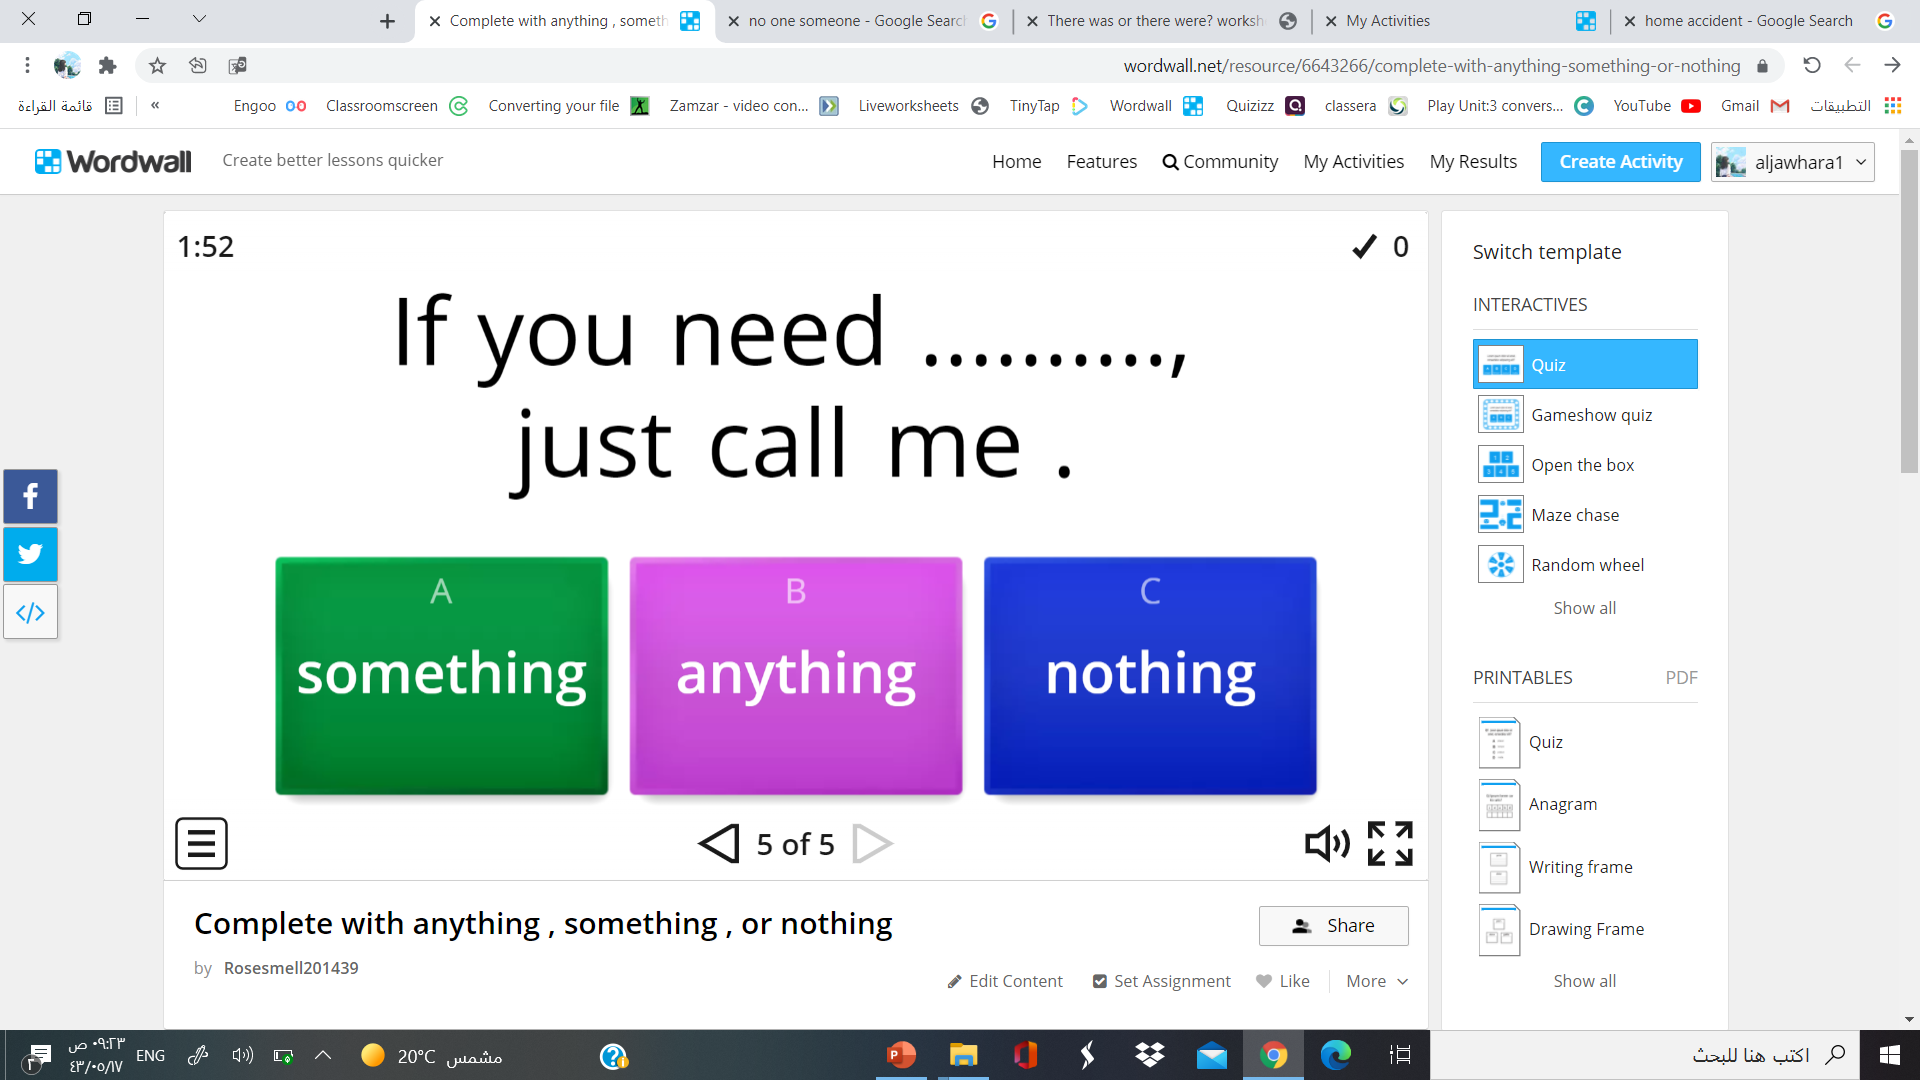 Complete with anything , someth
no one someone - Google Search
There was or there were? worksh
My Activities
home accident - Google Search
wordwall.net/resource/6643266/complete-with-anything-something-or-nothing
قائمة القراءة
«
Engoo
Classroomscreen
Converting your file
Zamzar - video con...
Liveworksheets
TinyTap
Wordwall
Quizizz
classera
Play Unit:3 convers...
YouTube
Gmail
التطبيقات
Wordwall
Create better lessons quicker
Home
Features
Community
My Activities
My Results
Create Activity
aljawhara1
1:52
0
If you need ..........,
just call me .
A
something
B
anything
C
nothing
5 of 5
Complete with anything , something , or nothing
by Rosesmell201439
Share
Edit Content
Set Assignment
Like
More
Switch template
INTERACTIVES
Quiz
Gameshow quiz
Open the box
Maze chase
Random wheel
Show all
PRINTABLES
PDF
Quiz
Anagram
Writing frame
Drawing Frame
Show all
٠٩:٢٣ ص
٤٣/٠٥/١٧
ENG
20°C مشمس
اكتب هنا للبحث